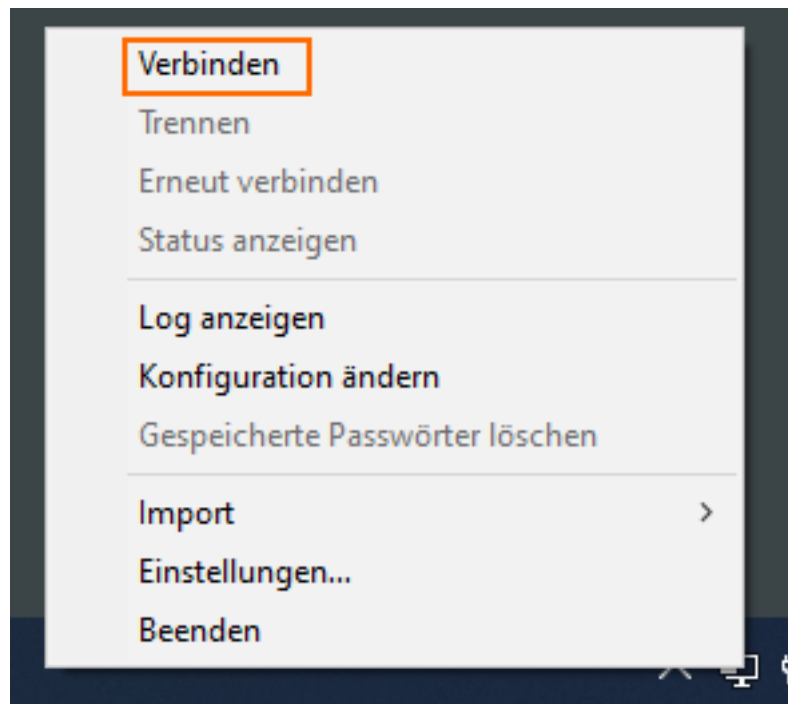 Verbinden
Trennen
Erneut verbinden
Status anzeigen
Log anzeigen
Konfiguration ändern
Gespeicherte Passwörter löschen
Import
Einstellungen...
Beenden